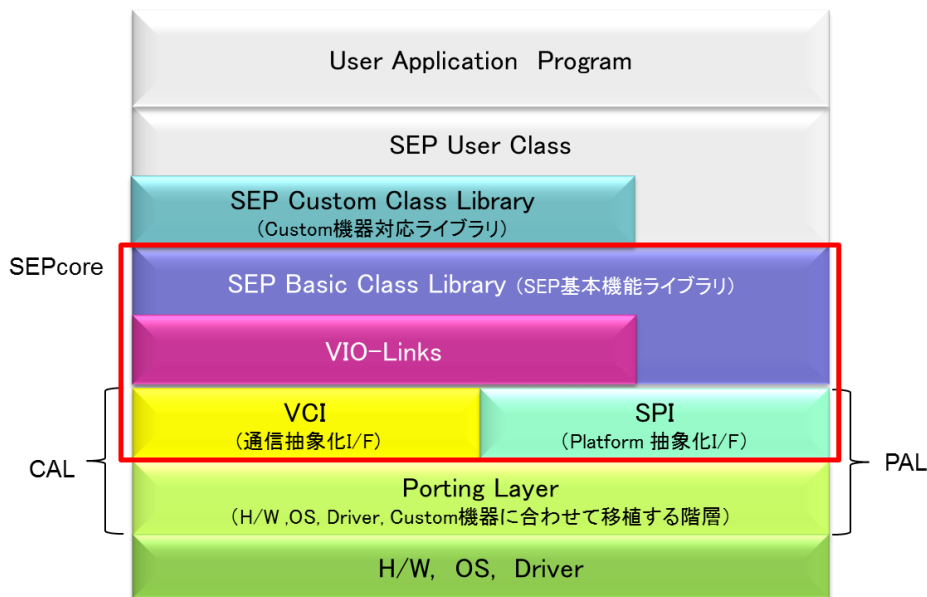 User Application Program
SEP User Class
SEP Custom Class Library
（Custom機器対応ライブラリ）
SEPcore
SEP Basic Class Library（SEP基本機能ライブラリ）
VIO-Links
VCI
（通信抽象化I/F）
SPI
（Platform 抽象化I/F）
CAL
PAL
Porting Layer
（H/W ,OS, Driver, Custom機器に合わせて移植する階層）
H/W, OS, Driver